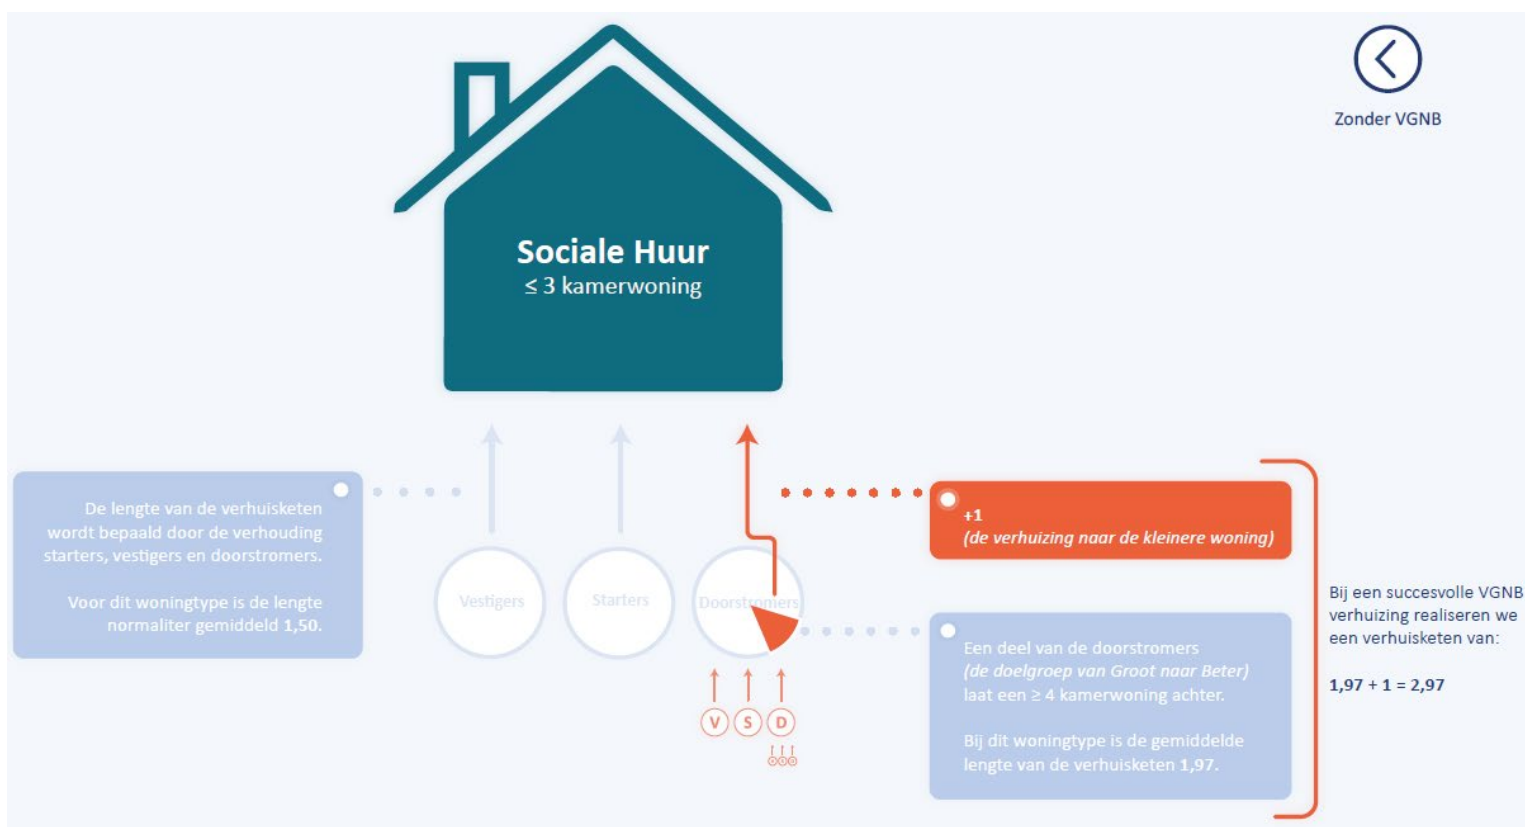 Zonder VGNB
Sociale Huur
≤ 3 kamerwoning
De lengte van de verhuisketen
wordt bepaald door de verhouding
starters, vestigers en doorstromers.
Voor dit woningtype is de lengte
normaliter gemiddeld 1,50.
Vestigers
Starters
Doorstromers
V
S
D
+1
(de verhuizing naar de kleinere woning)
Een deel van de doorstromers
(de doelgroep van Groot naar Beter)
laat een ≥ 4 kamerwoning achter.
Bij dit woningtype is de gemiddelde
lengte van de verhuisketen 1,97.
Bij een succesvolle VGNB
verhuizing realiseren we
een verhuisketen van:
1,97 + 1 = 2,97